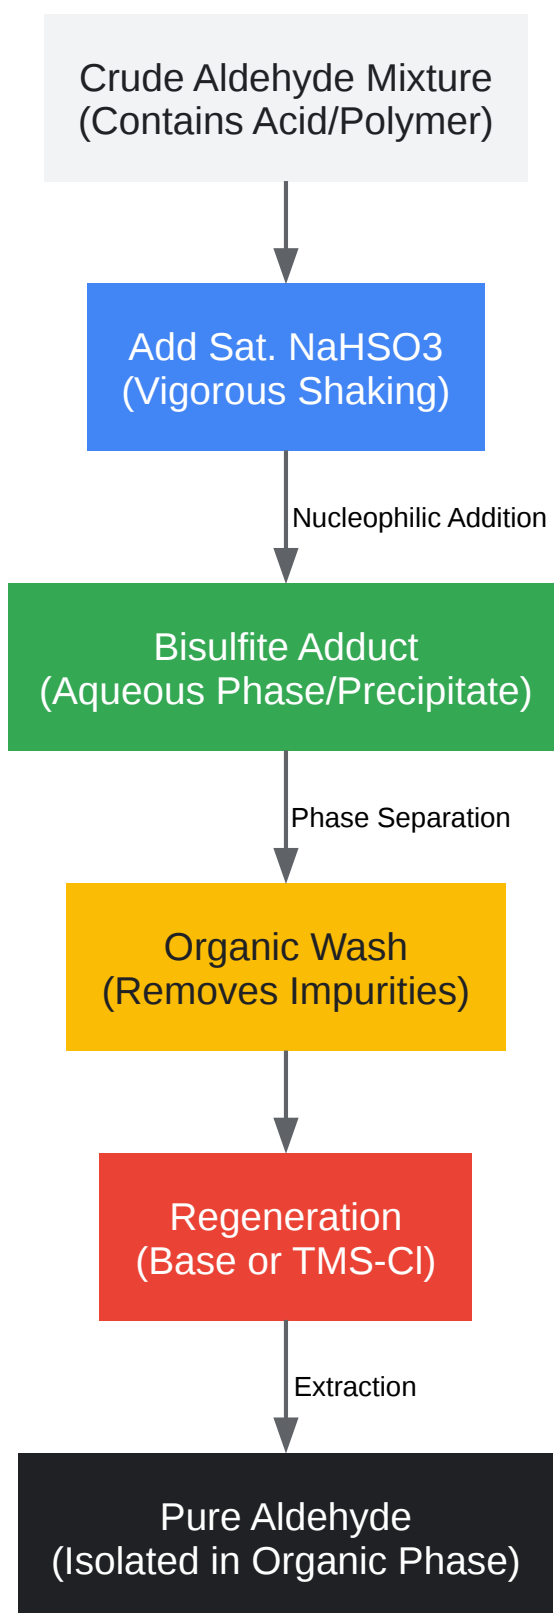 Crude Aldehyde Mixture
(Contains Acid/Polymer)
Add Sat. NaHSO3
(Vigorous Shaking)
Nucleophilic Addition
Bisulfite Adduct
(Aqueous Phase/Precipitate)
Phase Separation
Organic Wash
(Removes Impurities)
Regeneration
(Base or TMS-Cl)
Extraction
Pure Aldehyde
(Isolated in Organic Phase)